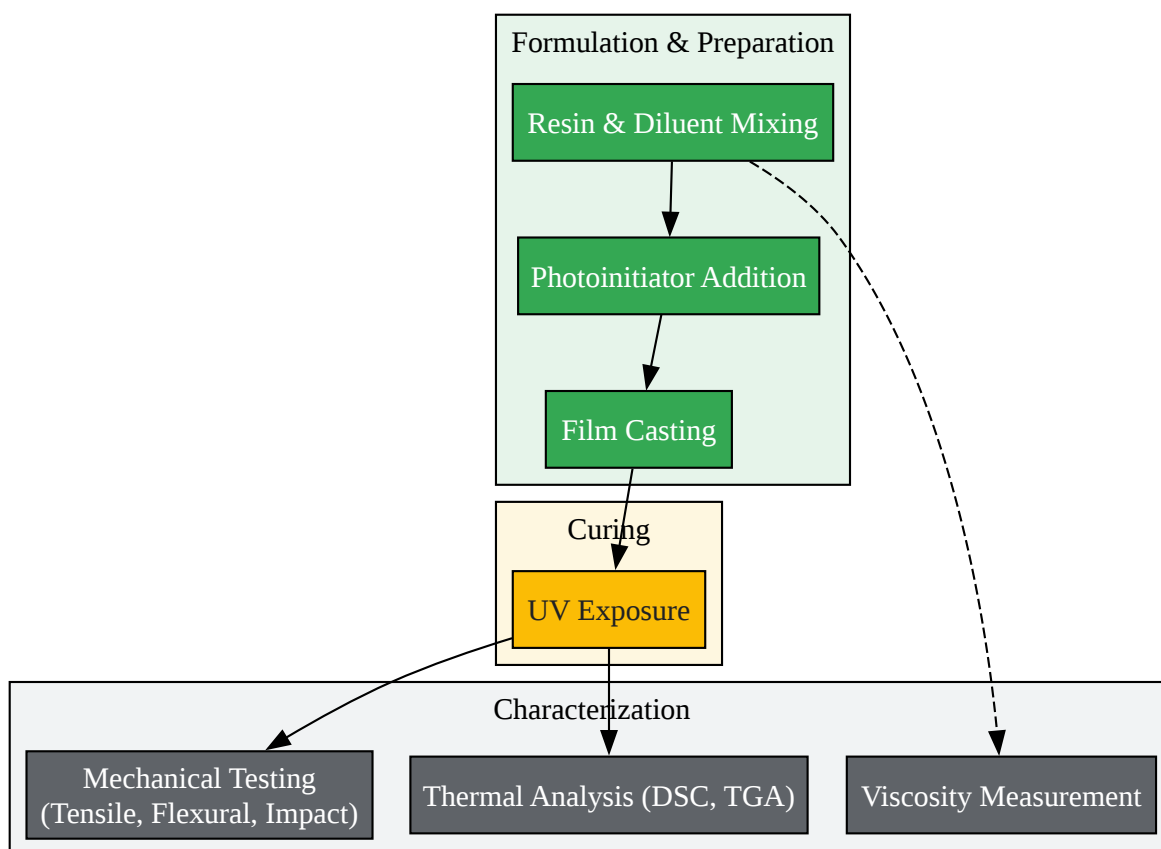 Formulation & Preparation
Resin & Diluent Mixing
Photoinitiator Addition
Film Casting
Curing
UV Exposure
Characterization
Mechanical Testing
(Tensile, Flexural, Impact)
Thermal Analysis (DSC, TGA)
Viscosity Measurement